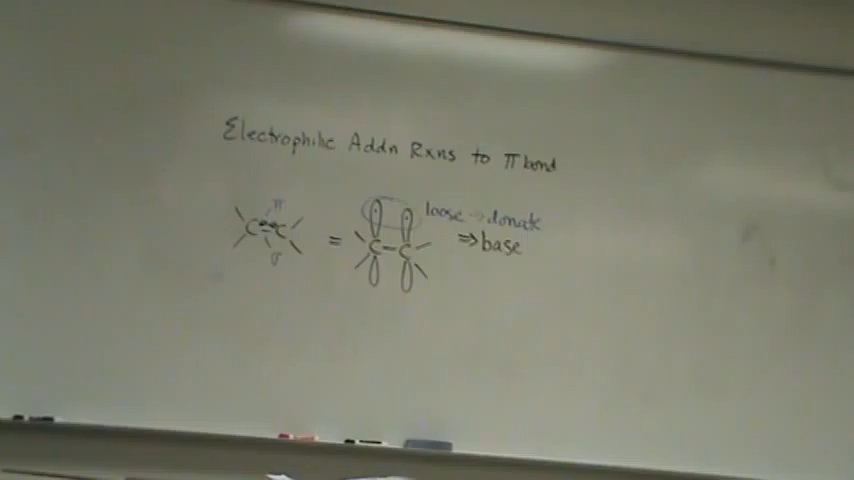 Electrophilic Addn Rxns to π bond
π
C=C = C-C loose → donate
σ
⇒ base